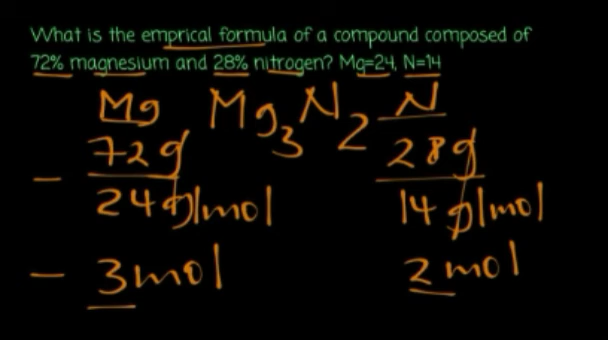 What is the emprical formula of a compound composed of
72% magnesium and 28% nitrogen? Mg=24, N=14
Mg Mg3N2 N
72g 28g
- 24g/mol 14g/mol
- 3mol 2mol